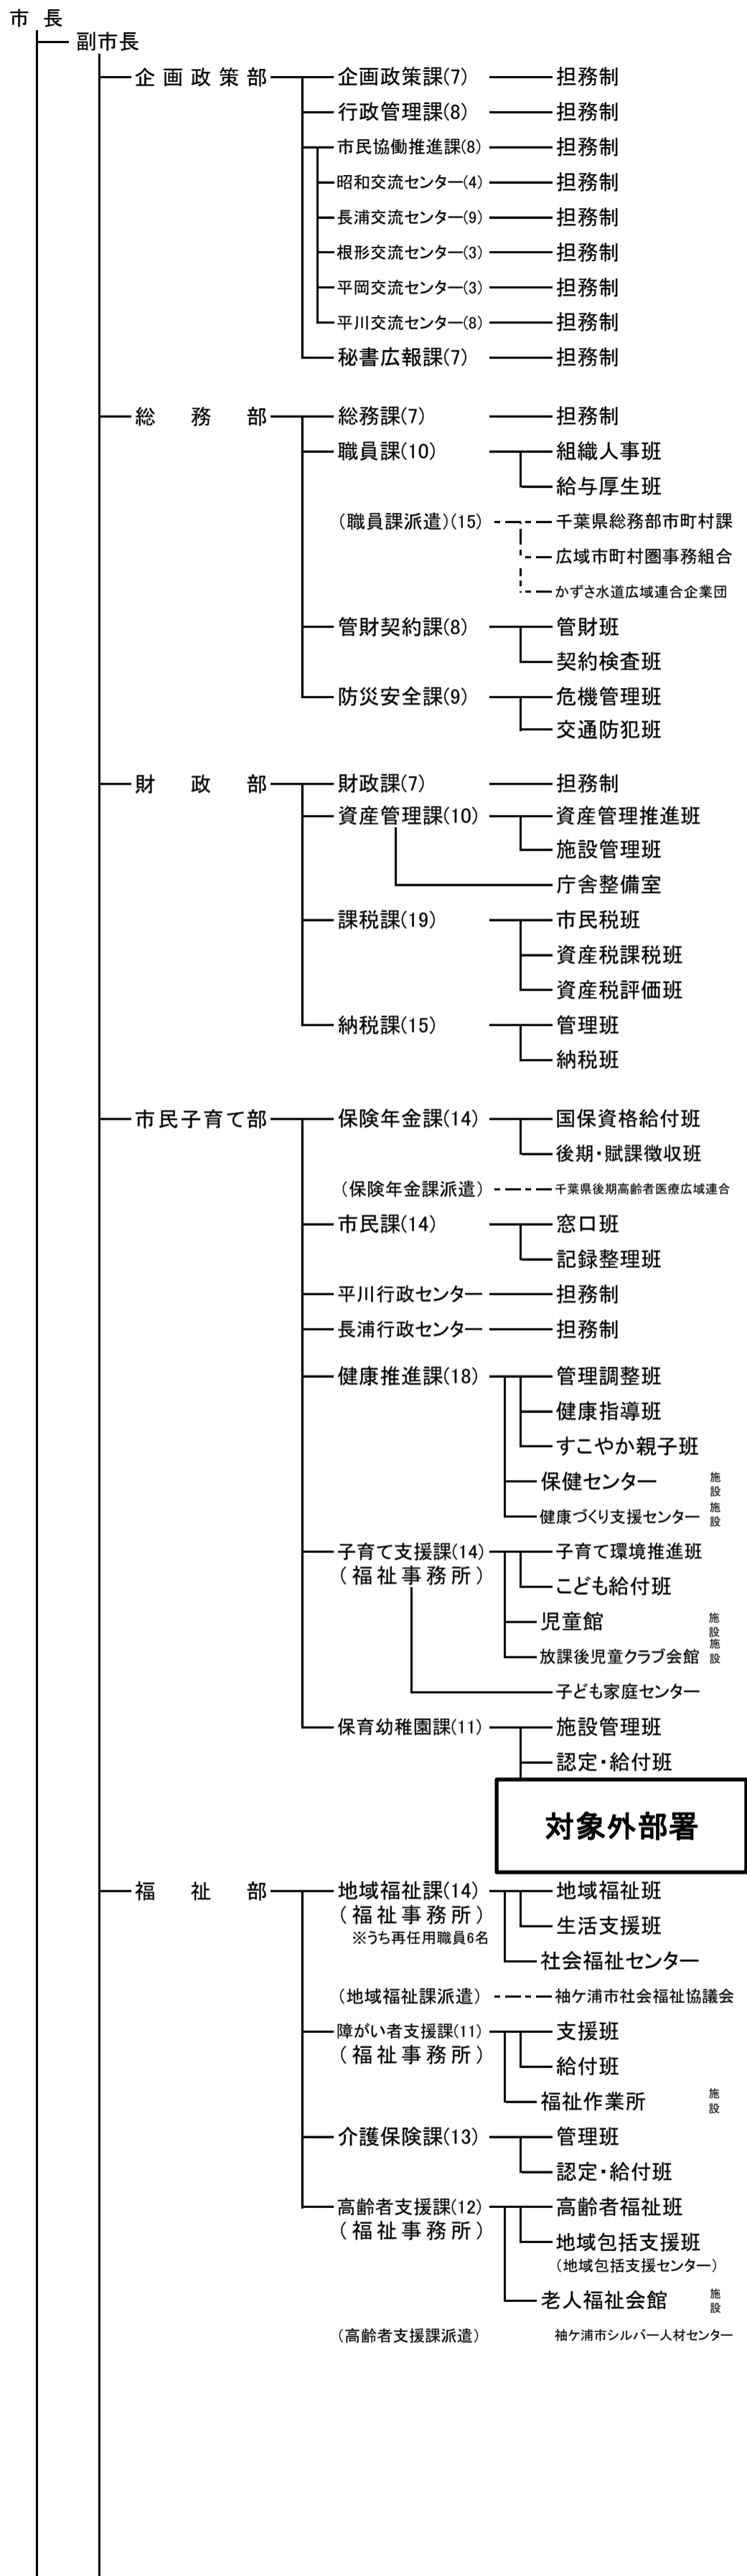 市長
副市長
企画政策部 企画政策課(7) 担務制
行政管理課(8) 担務制
市民協働推進課(8) 担務制
昭和交流センター(4) 担務制
長浦交流センター(9) 担務制
根形交流センター(3) 担務制
平岡交流センター(3) 担務制
平川交流センター(8) 担務制
秘書広報課(7) 担務制
総務部 総務課(7) 担務制
職員課(10) 組織人事班
給与厚生班
(職員課派遣)(15) 千葉県総務部市町村課
広域市町村圏事務組合
かずさ水道広域連合企業団
管財契約課(8) 管財班
契約検査班
防災安全課(9) 危機管理班
交通防犯班
財政部 財政課(7) 担務制
資産管理課(10) 資産管理推進班
施設管理班
庁舎整備室
課税課(19) 市民税班
資産税課税班
資産税評価班
納税課(15) 管理班
納税班
市民子育て部 保険年金課(14) 国保資格給付班
後期・賦課徴収班
(保険年金課派遣) 千葉県後期高齢者医療広域連合
市民課(14) 窓口班
記録整理班
平川行政センター 担務制
長浦行政センター 担務制
健康推進課(18) 管理調整班
健康指導班
すこやか親子班
保健センター 施設
健康づくり支援センター 施設
子育て支援課(14) 子育て環境推進班
(福祉事務所) こども給付班
児童館 施設
放課後児童クラブ会館 施設
子ども家庭センター
保育幼稚園課(11) 施設管理班
認定・給付班
対象外部署
福祉部 地域福祉課(14) 地域福祉班
(福祉事務所) 生活支援班
※うち再任用職員6名
社会福祉センター
(地域福祉課派遣) 袖ケ浦市社会福祉協議会
障がい者支援課(11) 支援班
(福祉事務所) 給付班
福祉作業所 施設
介護保険課(13) 管理班
認定・給付班
高齢者支援課(12) 高齢者福祉班
(福祉事務所) 地域包括支援班
(地域包括支援センター)
老人福祉会館 施設
(高齢者支援課派遣) 袖ケ浦市シルバー人材センター